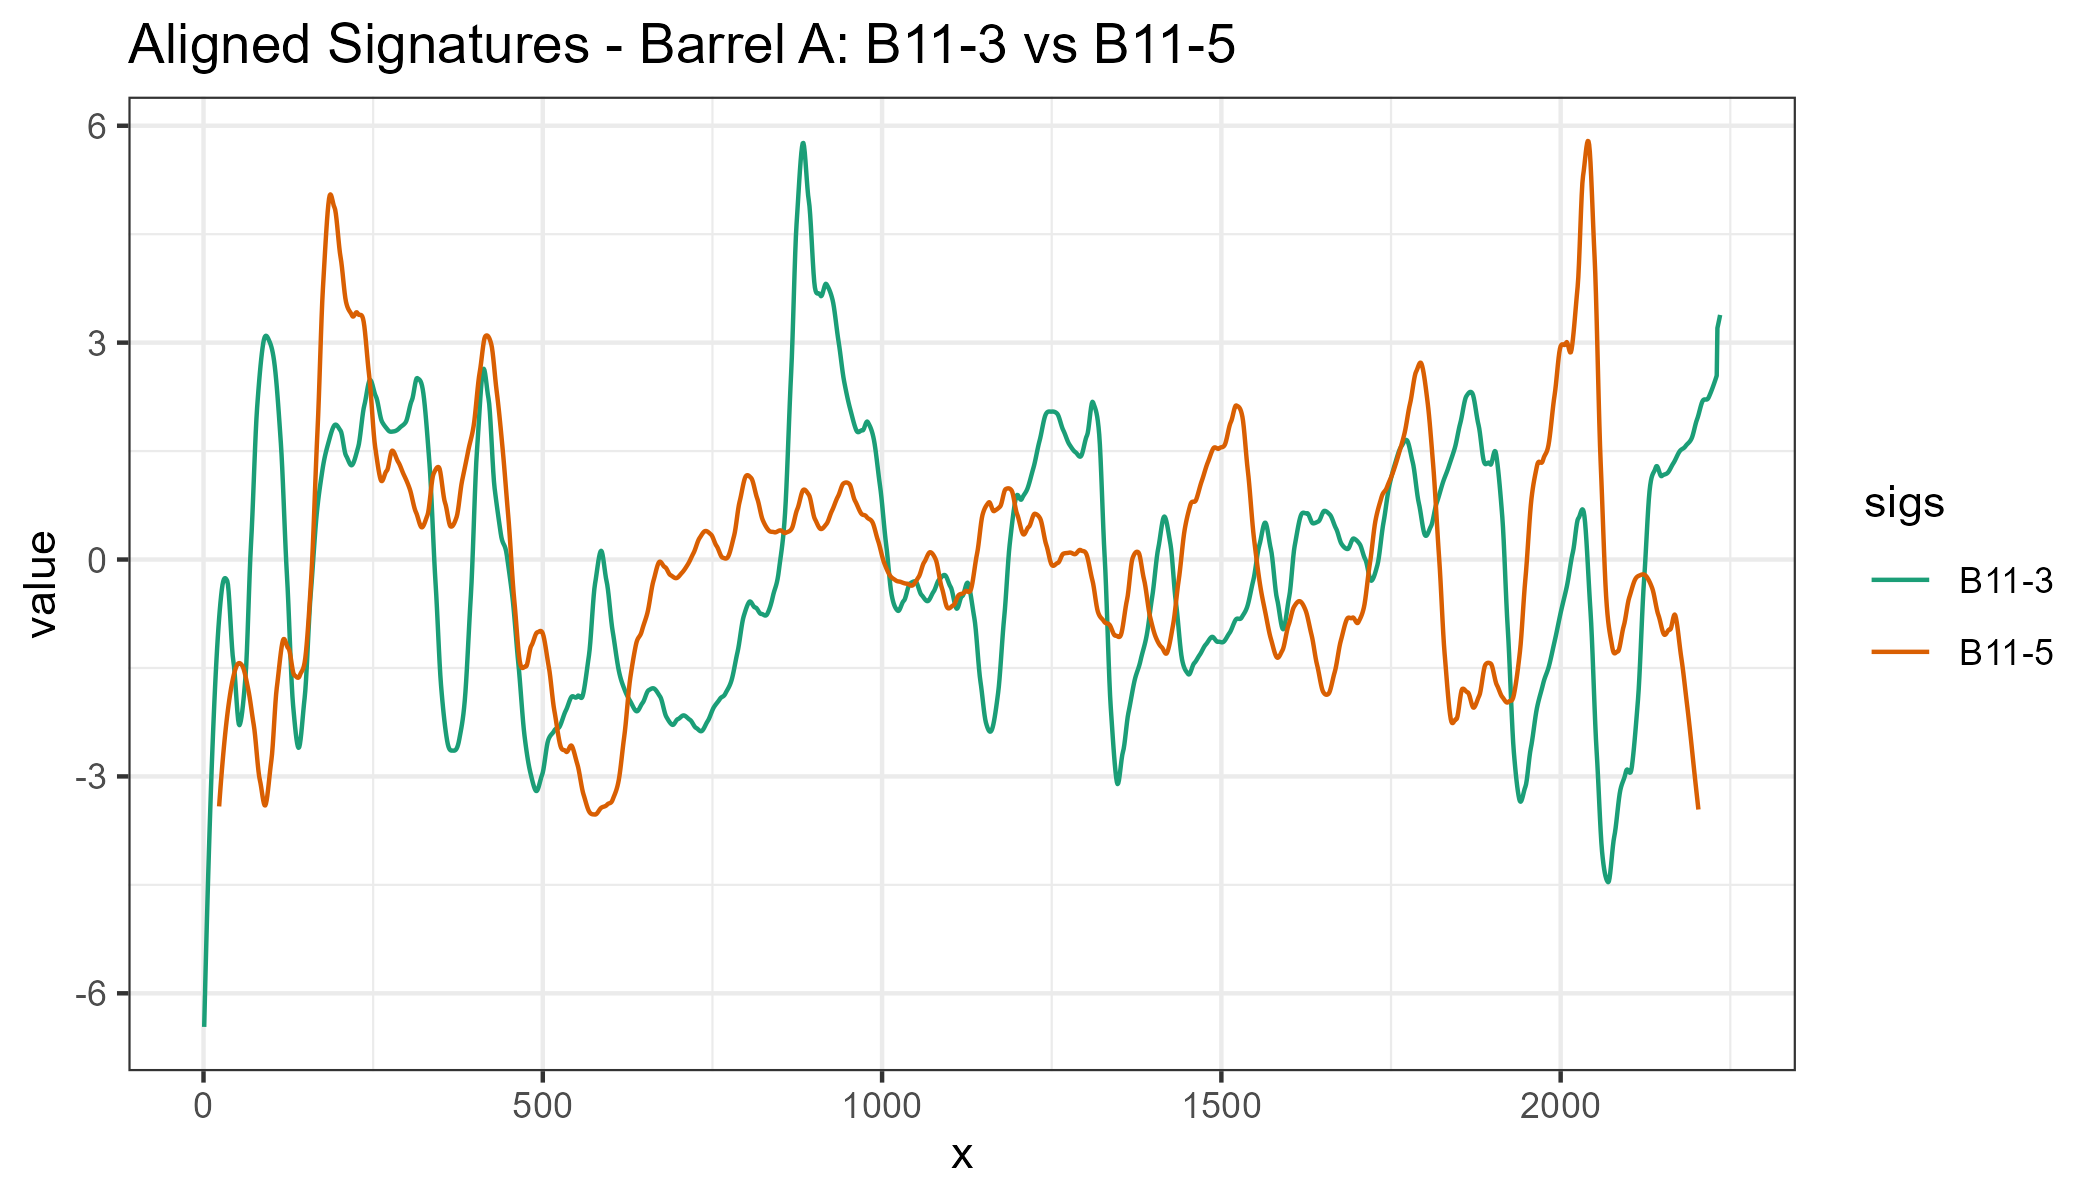 Aligned Signatures - Barrel A: B11-3 vs B11-5
6
3
0
-3
-6
value
0 500 1000 1500 2000
x
sigs
B11-3
B11-5